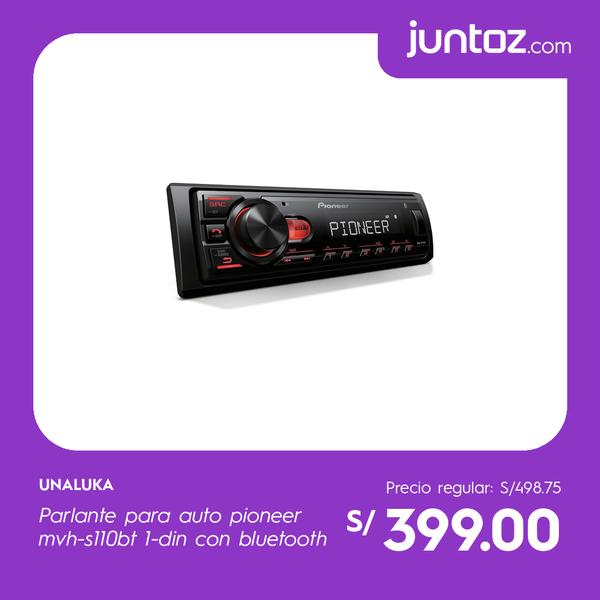 juntoz.com
Pioneer
SRC
PIONEER
UNALUKA
Parlante para auto pioneer
mvh-s110bt 1-din con bluetooth
Precio regular: S/498.75
S/ 399.00